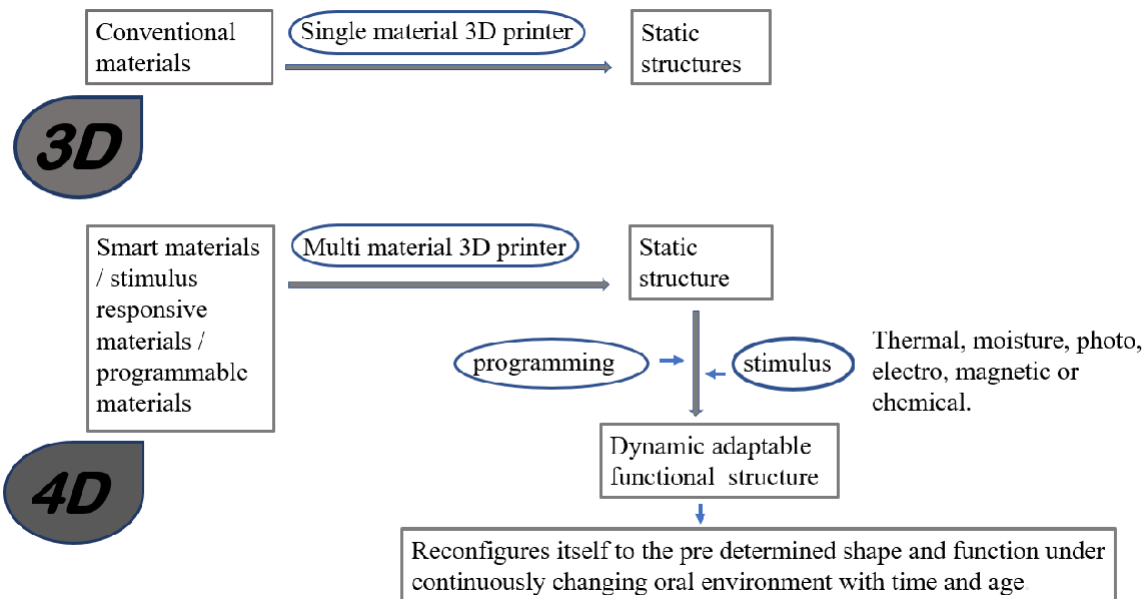 Conventional
materials
Single material 3D printer
Static
structures
3D
Smart materials
/ stimulus
responsive
materials /
programmable
materials
Multi material 3D printer
Static
structure
programming
stimulus
Thermal, moisture, photo,
electro, magnetic or
chemical.
Dynamic adaptable
functional structure
4D
Reconfigures itself to the pre determined shape and function under
continuously changing oral environment with time and age.